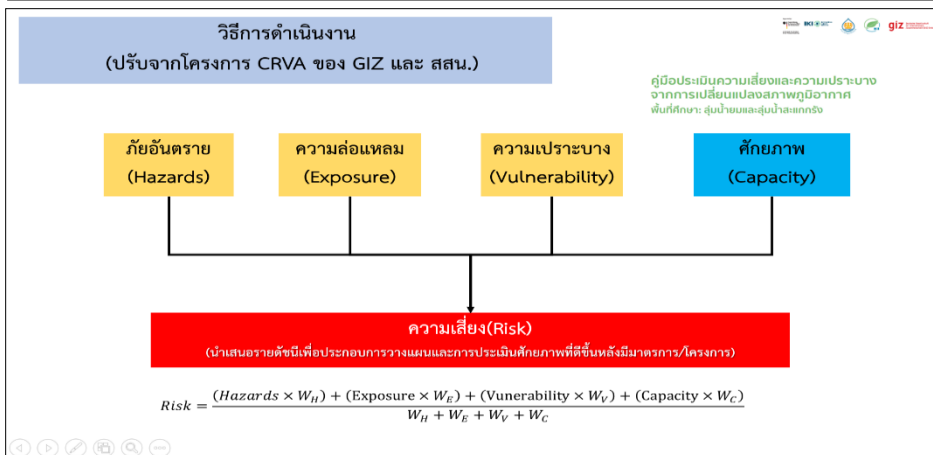 วิธีการดำเนินงาน
(ปรับจากโครงการ CRVA ของ GIZ และ สสน.)
giz
คู่มือประเมินความเสี่ยงและความเปราะบาง
จากการเปลี่ยนแปลงสภาพภูมิอากาศ
พื้นที่ศึกษา: ลุ่มน้ำยมและลุ่มน้ำสะแกกรัง
ภัยอันตราย
(Hazards)
ความล่อแหลม
(Exposure)
ความเปราะบาง
(Vulnerability)
ศักยภาพ
(Capacity)
ความเสี่ยง(Risk)
(นำเสนอรายดัชนีเพื่อประกอบการวางแผนและการประเมินศักยภาพที่ดีขึ้นหลังมีมาตรการ/โครงการ)
Risk = \frac{(Hazards × W_H) + (Exposure × W_E) + (Vunerability × W_V) + (Capacity × W_C)}{W_H + W_E + W_V + W_C}